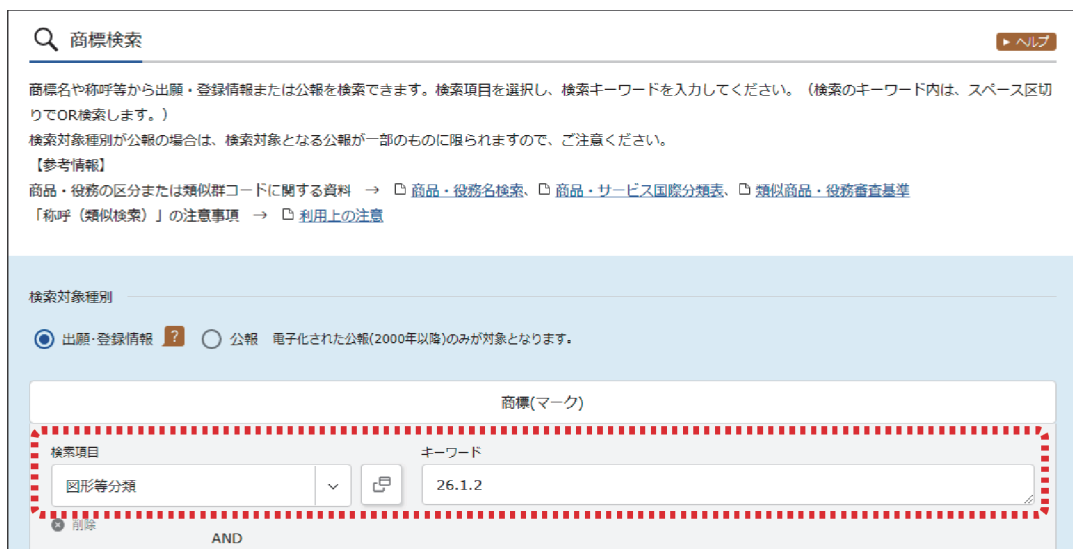 商標検索
ヘルプ
商標名や称呼等から出願・登録情報または公報を検索できます。検索項目を選択し、検索キーワードを入力してください。（検索のキーワード内は、スペース区切
りでOR検索します。）
検索対象種別が公報の場合は、検索対象となる公報が一部のものに限られますので、ご注意ください。
【参考情報】
商品・役務の区分または類似群コードに関する資料 → 商品・役務名検索、商品・サービス国際分類表、類似商品・役務審査基準
「称呼（類似検索）」の注意事項 → 利用上の注意
検索対象種別
出願・登録情報 ? 公報 電子化された公報(2000年以降)のみが対象となります。
商標(マーク)
検索項目 キーワード
図形等分類 26.1.2
削除
AND